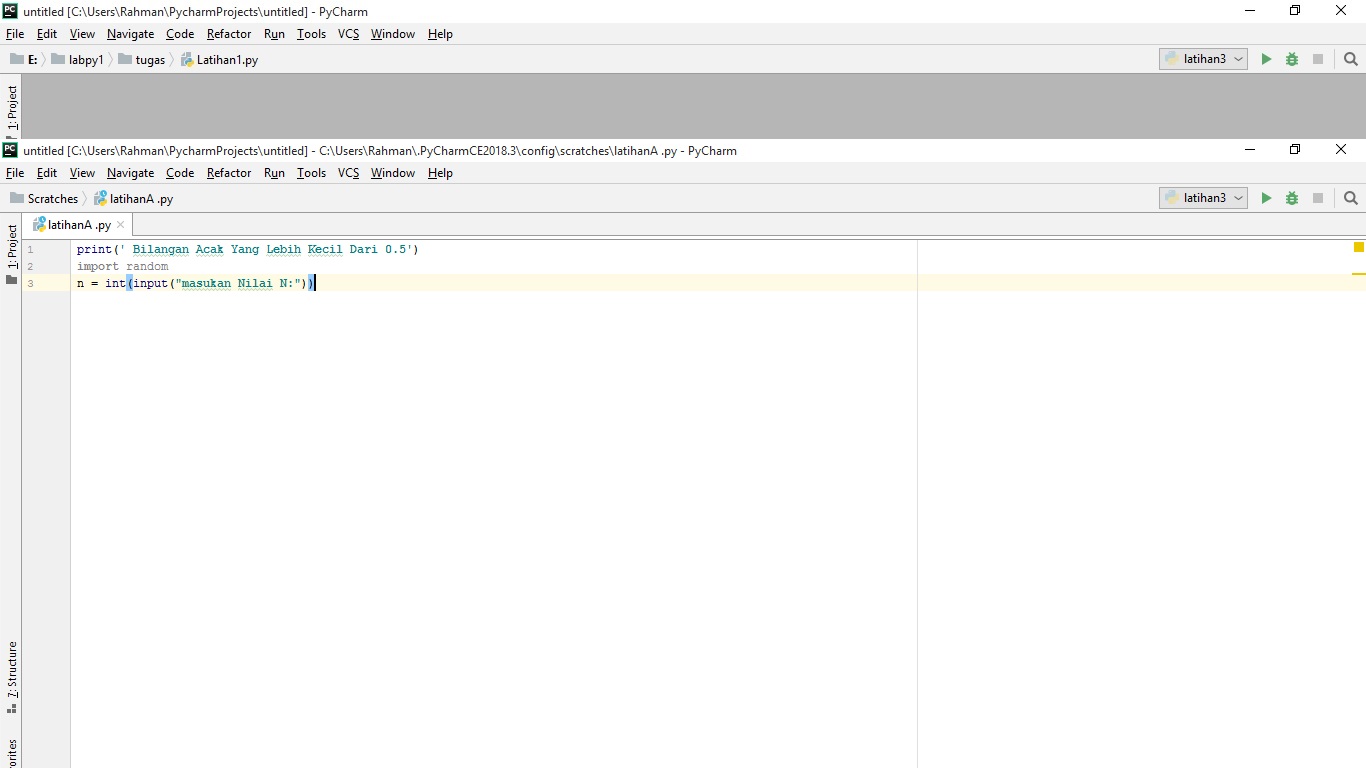 PC untitled [C:\Users\Rahman\PycharmProjects\untitled] - PyCharm
File Edit View Navigate Code Refactor Run Tools VCS Window Help
E: labpy1 tugas Latihan1.py latihan3
1: Project
PC untitled [C:\Users\Rahman\PycharmProjects\untitled] - C:\Users\Rahman\.PyCharmCE2018.3\config\scratches\latihanA .py - PyCharm
File Edit View Navigate Code Refactor Run Tools VCS Window Help
Scratches latihanA .py latihan3
1: Project
latihanA .py
1 print(' Bilangan Acak Yang Lebih Kecil Dari 0.5')
2 import random
3 n = int(input("masukan Nilai N:"))
7: Structure
orites